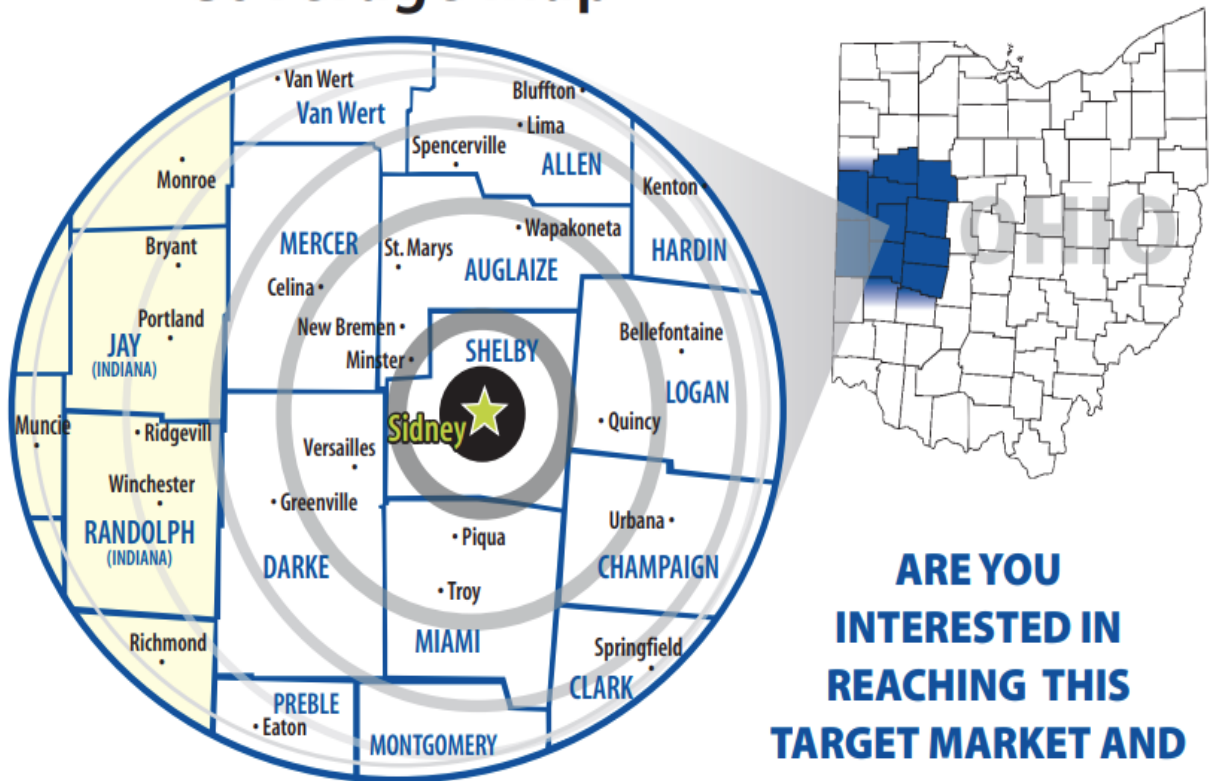 Van Wert
Van Wert
Bluffton
Lima
Spencerville
ALLEN
Monroe
Kenton
Bryant
MERCER
St. Marys
Wapakoneta
HARDIN
AUGLAIZE
Celina
Portland
JAY
(INDIANA)
New Bremen
Minster
SHELBY
Bellefontaine
LOGAN
Muncie
Ridgevill
Sidney
Quincy
Versailles
Winchester
Greenville
RANDOLPH
(INDIANA)
Piqua
Urbana
DARKE
CHAMPAIGN
Troy
Richmond
MIAMI
Springfield
CLARK
PREBLE
Eaton
MONTGOMERY
OHIO
ARE YOU
INTERESTED IN
REACHING THIS
TARGET MARKET AND